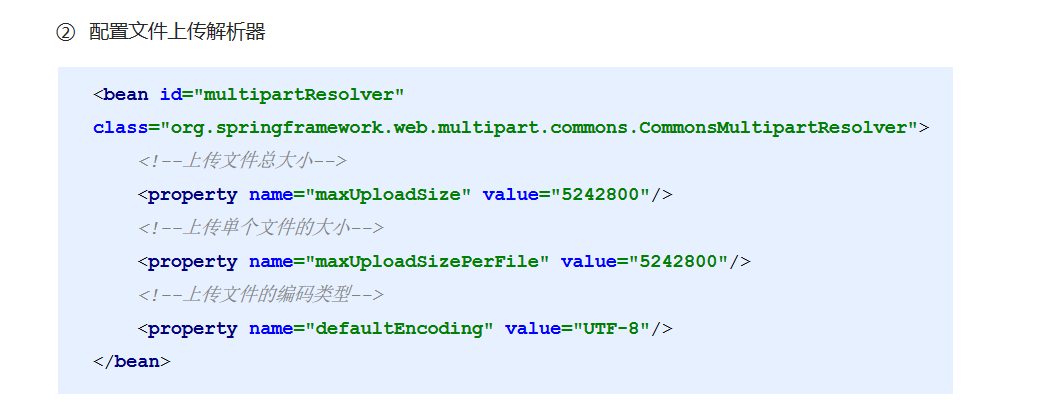 ② 配置文件上传解析器
<bean id="multipartResolver"
class="org.springframework.web.multipart.commons.CommonsMultipartResolver">
<!--上传文件总大小-->
<property name="maxUploadSize" value="5242800"/>
<!--上传单个文件的大小-->
<property name="maxUploadSizePerFile" value="5242800"/>
<!--上传文件的编码类型-->
<property name="defaultEncoding" value="UTF-8"/>
</bean>